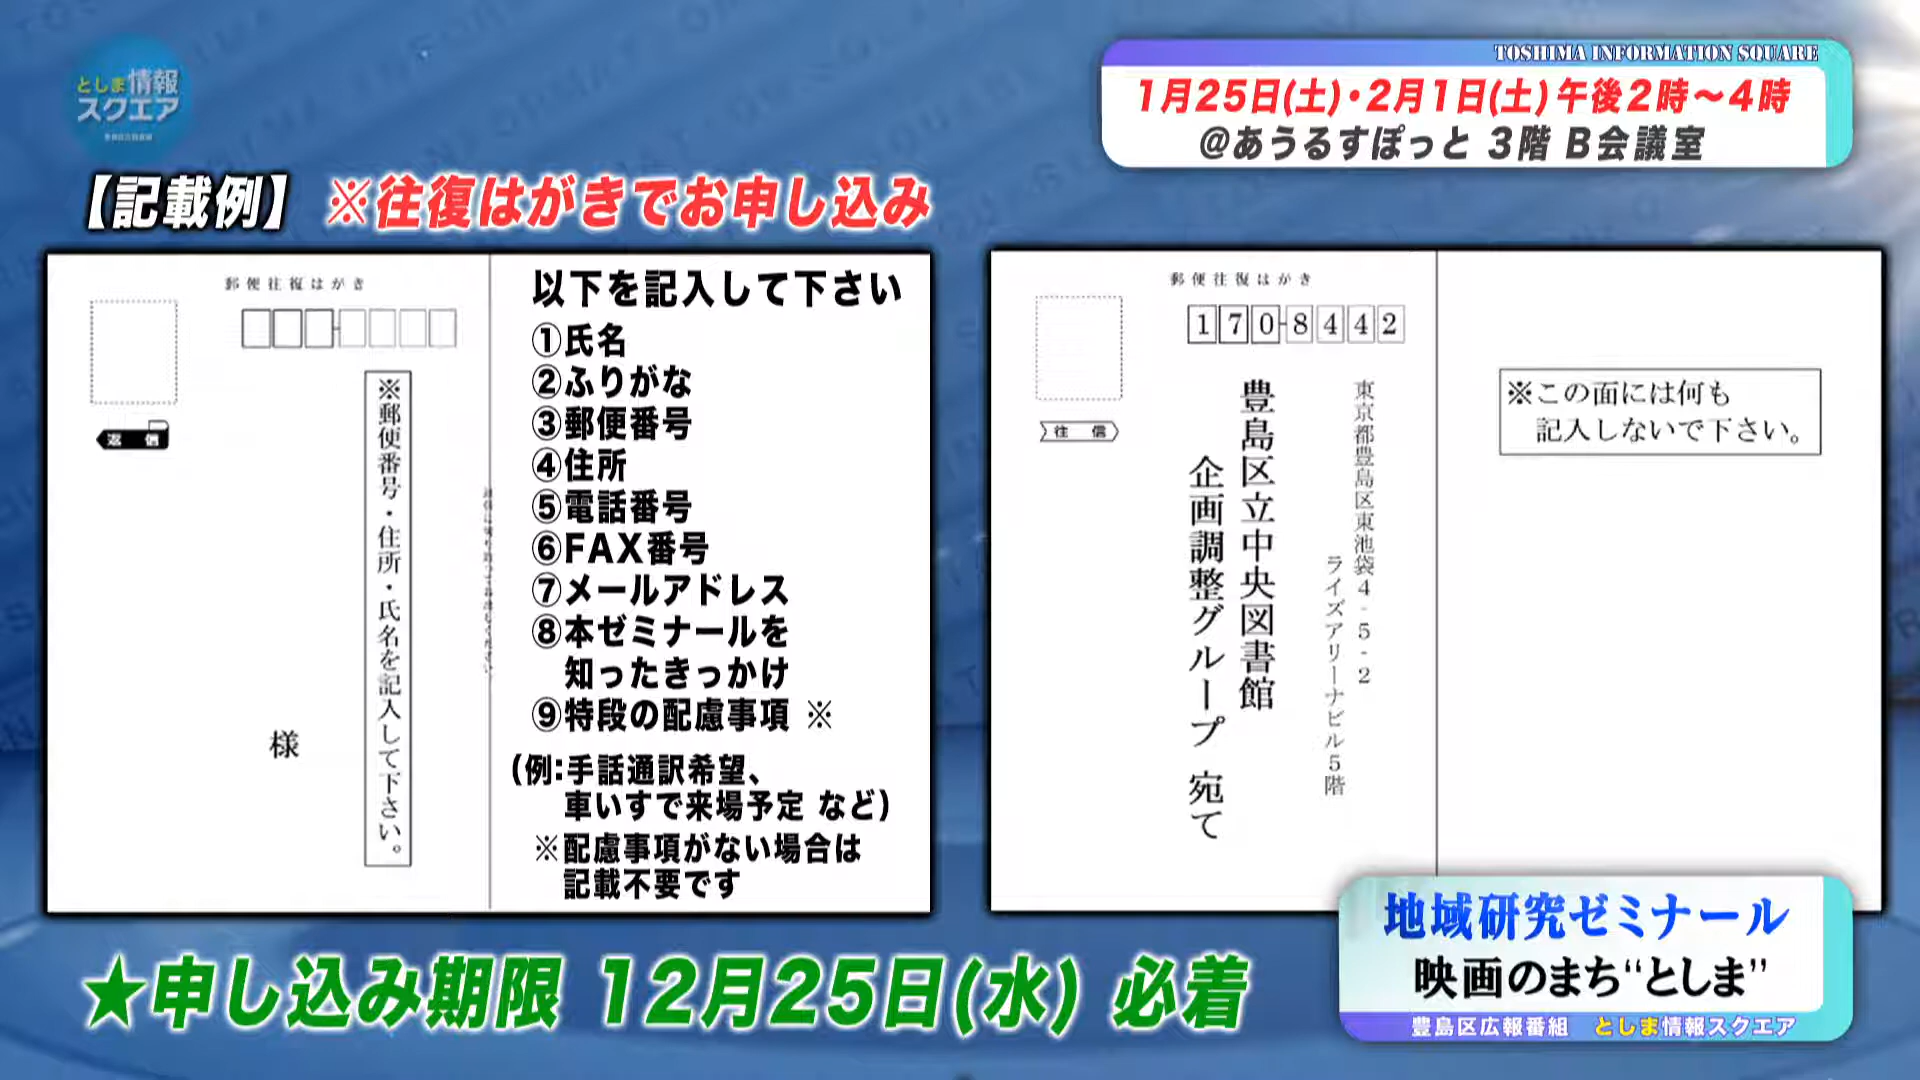 としま情報
スクエア
TOSHIMA INFORMATION SQUARE
1月25日(土)・2月1日(土)午後2時～4時
@あうるすぽっと 3階 B会議室
【記載例】 ※往復はがきでお申し込み
郵便往復はがき
返信
※郵便番号・住所・氏名を記入して下さい。
様
以下を記入して下さい
①氏名
②ふりがな
③郵便番号
④住所
⑤電話番号
⑥FAX番号
⑦メールアドレス
⑧本ゼミナールを
知ったきっかけ
⑨特段の配慮事項 ※
(例:手話通訳希望、
車いすで来場予定 など)
※配慮事項がない場合は
記載不要です
郵便往復はがき
170-8442
往信
東京都豊島区東池袋4-5-2
ライズアリーナビル5階
豊島区立中央図書館
企画調整グループ 宛て
※この面には何も
記入しないで下さい。
★申し込み期限 12月25日(水) 必着
地域研究ゼミナール
映画のまち“としま”
豊島区広報番組 としま情報スクエア